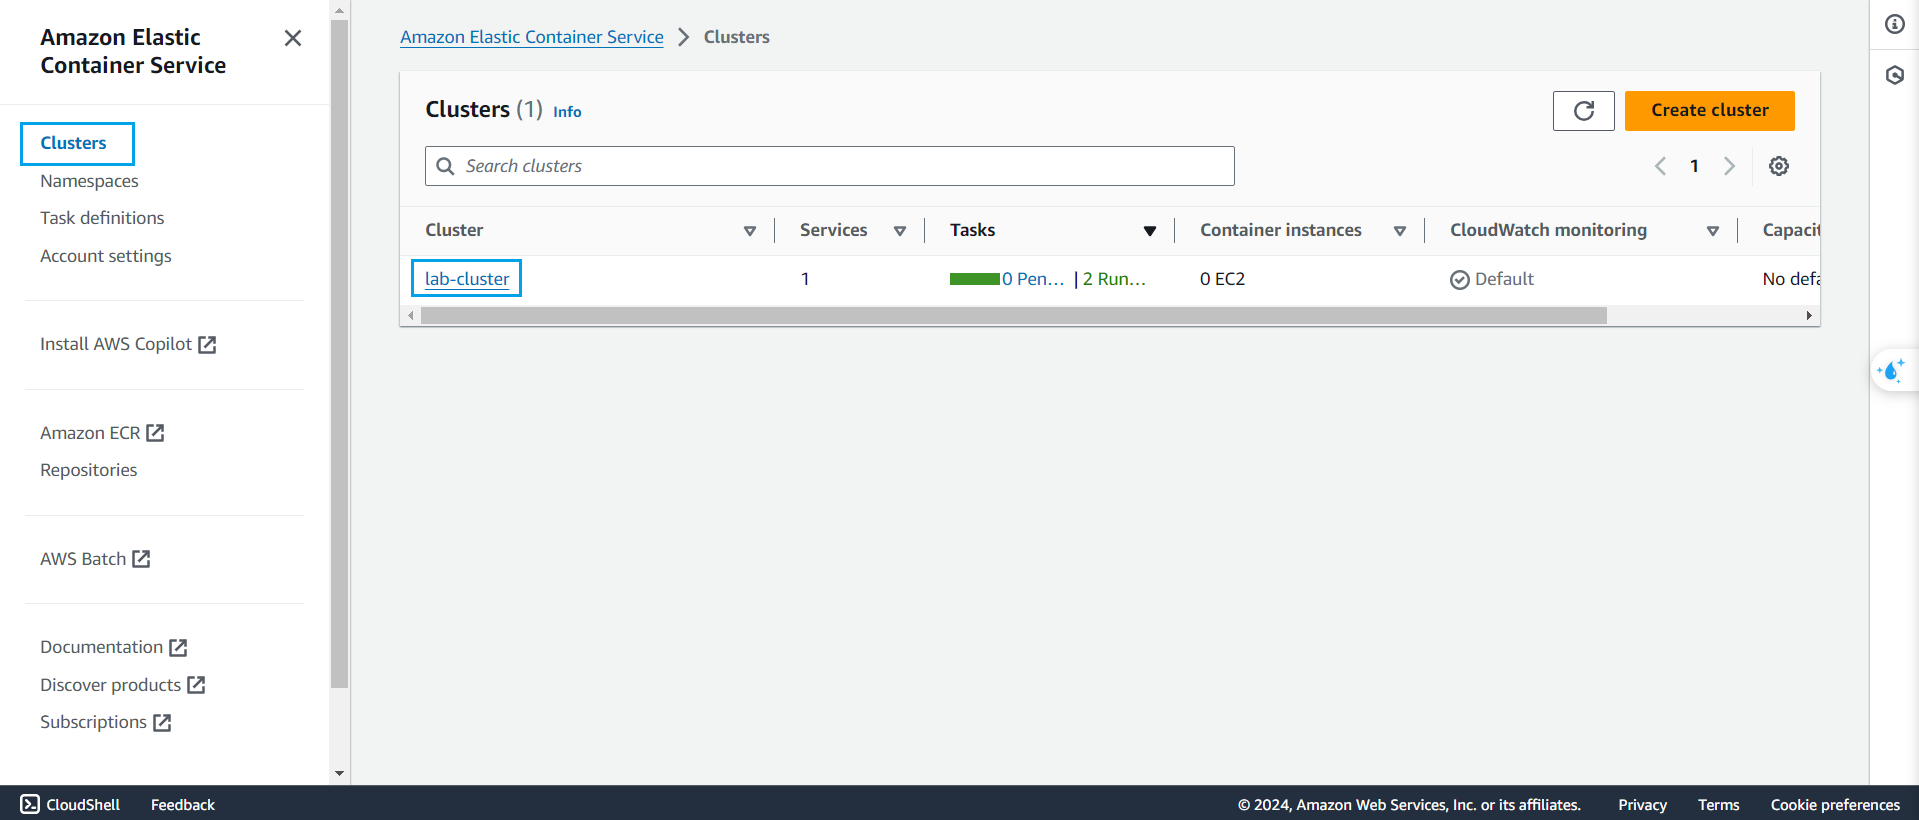 Amazon Elastic
Container Service
Clusters
Namespaces
Task definitions
Account settings
Install AWS Copilot
Amazon ECR
Repositories
AWS Batch
Documentation
Discover products
Subscriptions
Amazon Elastic Container Service > Clusters
Clusters (1) Info
Create cluster
Search clusters
1
Cluster Services Tasks Container instances CloudWatch monitoring Capacit
lab-cluster 1 0 Pen... | 2 Run... 0 EC2 Default No defa
CloudShell Feedback © 2024, Amazon Web Services, Inc. or its affiliates. Privacy Terms Cookie preferences